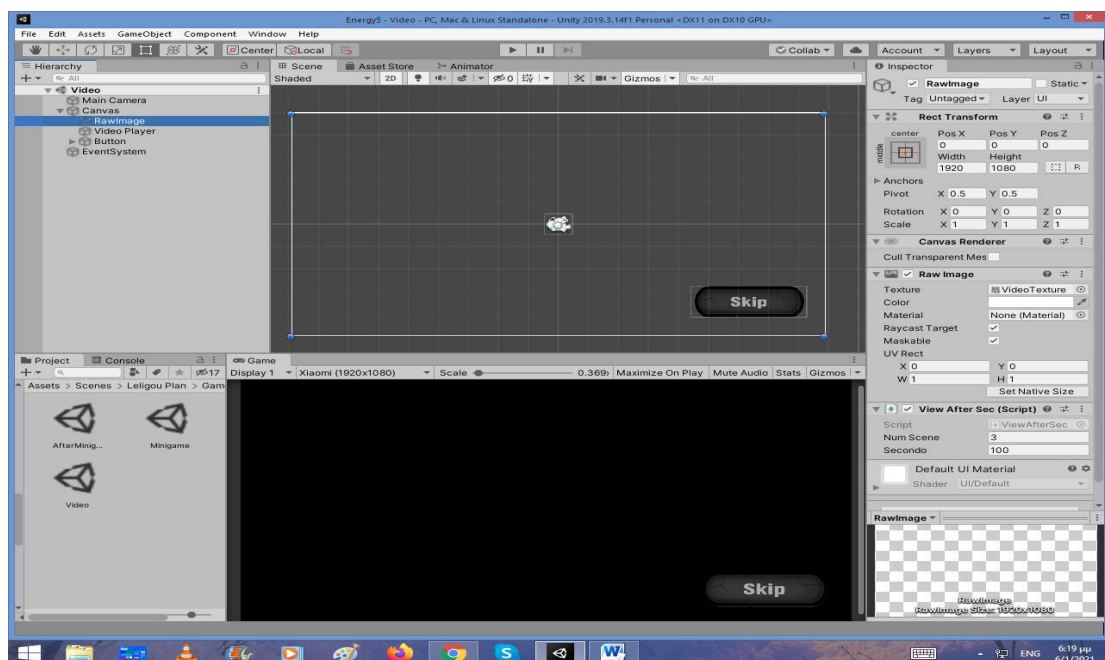 Energy5 - Video - PC, Mac & Linux Standalone - Unity 2019.3.14f1 Personal <DX11 on DX10 GPU>
File Edit Assets GameObject Component Window Help
Center Local Collab Account Layers Layout
Hierarchy
All
Video
Main Camera
Canvas
RawImage
Video Player
Button
EventSystem
Scene Asset Store Animator
Shaded 2D 0 Gizmos All
Skip
Inspector
RawImage Static
Tag Untagged Layer UI
Rect Transform
center Pos X Pos Y Pos Z
middle 0 0 0
Width Height
1920 1080 R
Anchors
Pivot X 0.5 Y 0.5
Rotation X 0 Y 0 Z 0
Scale X 1 Y 1 Z 1
Canvas Renderer
Cull Transparent Mes
Raw Image
Texture VideoTexture
Color
Material None (Material)
Raycast Target
Maskable
UV Rect
X 0 Y 0
W 1 H 1
Set Native Size
View After Sec (Script)
Script ViewAfterSec
Num Scene 3
Secondo 100
Default UI Material
Shader UI/Default
RawImage
RawImage
RawImage Size: 1920x1080
Project Console
17
Assets > Scenes > Leligou Plan > Gam
AfterMinig... Minigame
Video
Game
Display 1 Xiaomi (1920x1080) Scale 0.369 Maximize On Play Mute Audio Stats Gizmos
Skip
ENG 6:19 μμ
6/1/2021